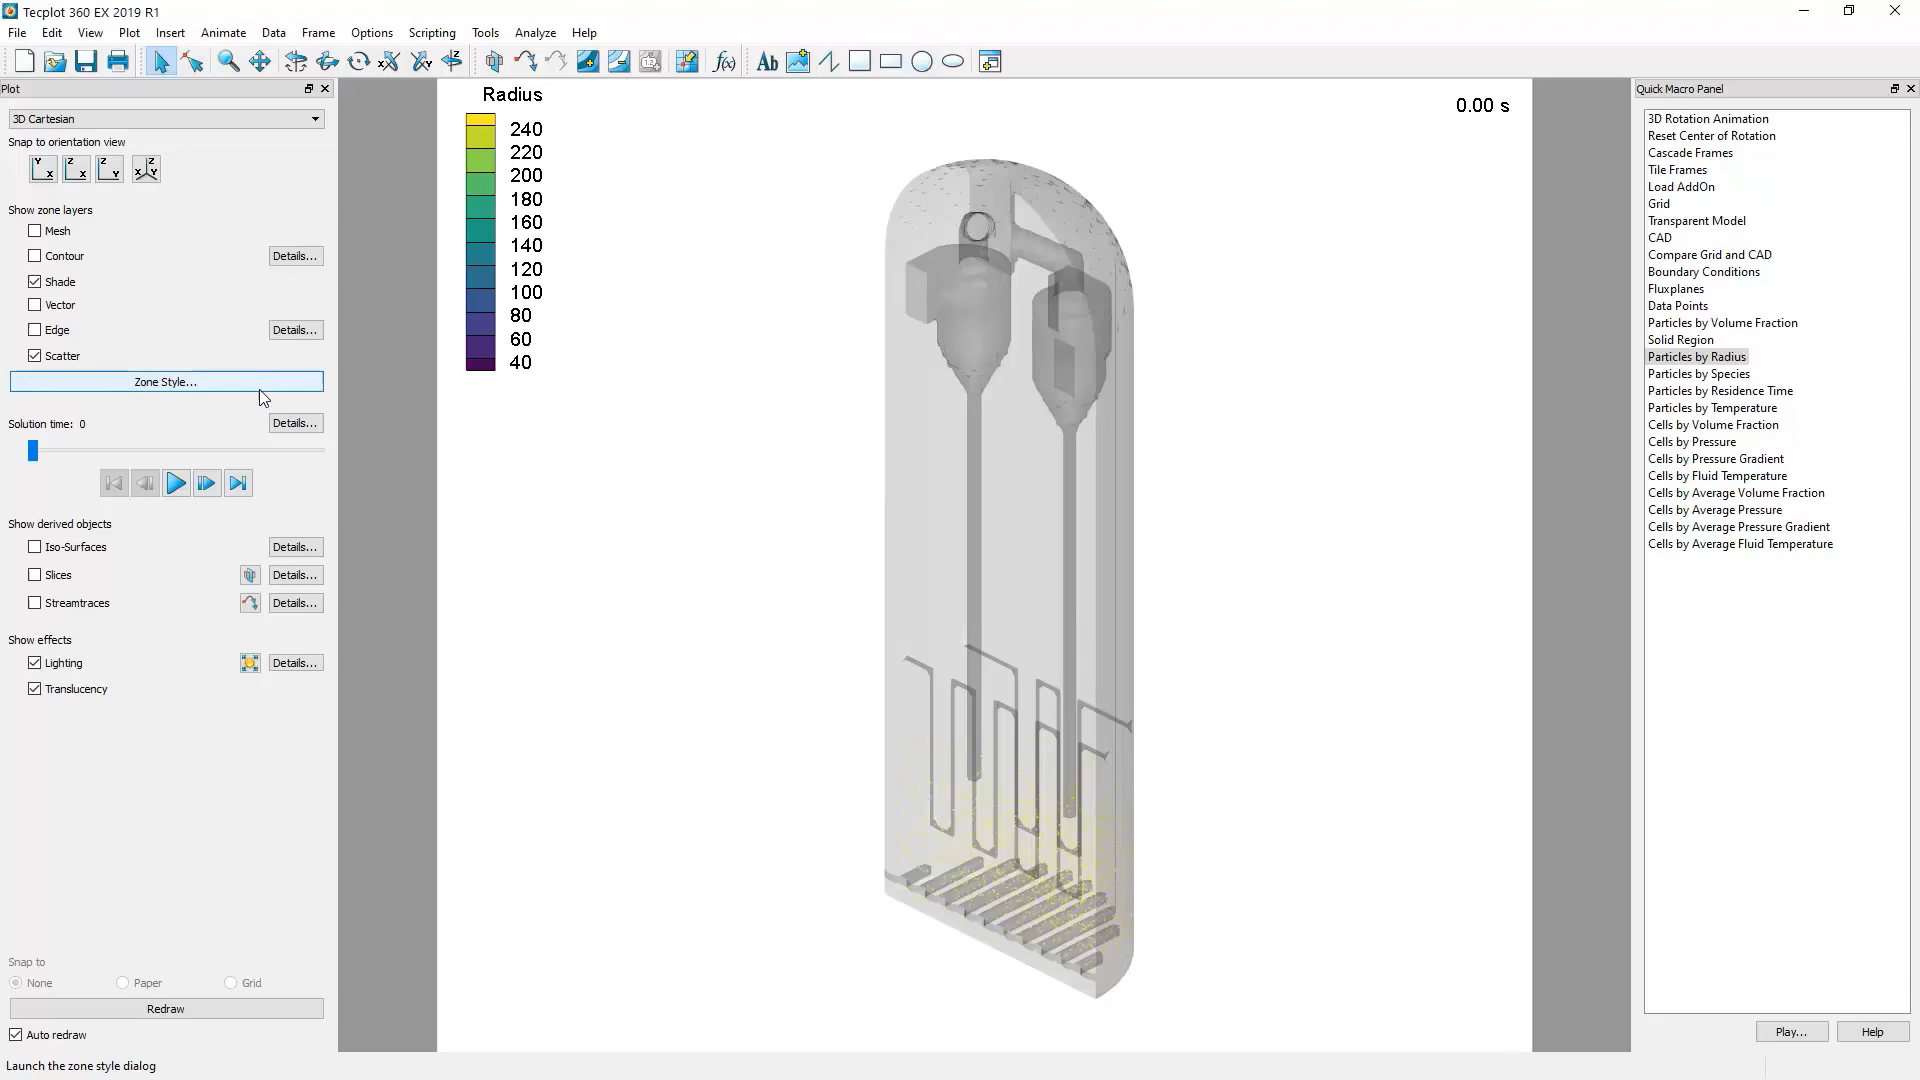 Tecplot 360 EX 2019 R1
File Edit View Plot Insert Animate Data Frame Options Scripting Tools Analyze Help
Plot
3D Cartesian
Snap to orientation view
Y X Z X Z Y Z X Y
Show zone layers
Mesh
Contour Details...
Shade
Vector
Edge Details...
Scatter
Zone Style...
Solution time: 0 Details...
Show derived objects
Iso-Surfaces Details...
Slices Details...
Streamtraces Details...
Show effects
Lighting Details...
Translucency
Snap to
None Paper Grid
Redraw
Auto redraw
Launch the zone style dialog
Ab
f(x)
Radius
240
220
200
180
160
140
120
100
80
60
40
0.00 s
Quick Macro Panel
3D Rotation Animation
Reset Center of Rotation
Cascade Frames
Tile Frames
Load AddOn
Grid
Transparent Model
CAD
Compare Grid and CAD
Boundary Conditions
Fluxplanes
Data Points
Particles by Volume Fraction
Solid Region
Particles by Radius
Particles by Species
Particles by Residence Time
Particles by Temperature
Cells by Volume Fraction
Cells by Pressure
Cells by Pressure Gradient
Cells by Fluid Temperature
Cells by Average Volume Fraction
Cells by Average Pressure
Cells by Average Pressure Gradient
Cells by Average Fluid Temperature
Play... Help